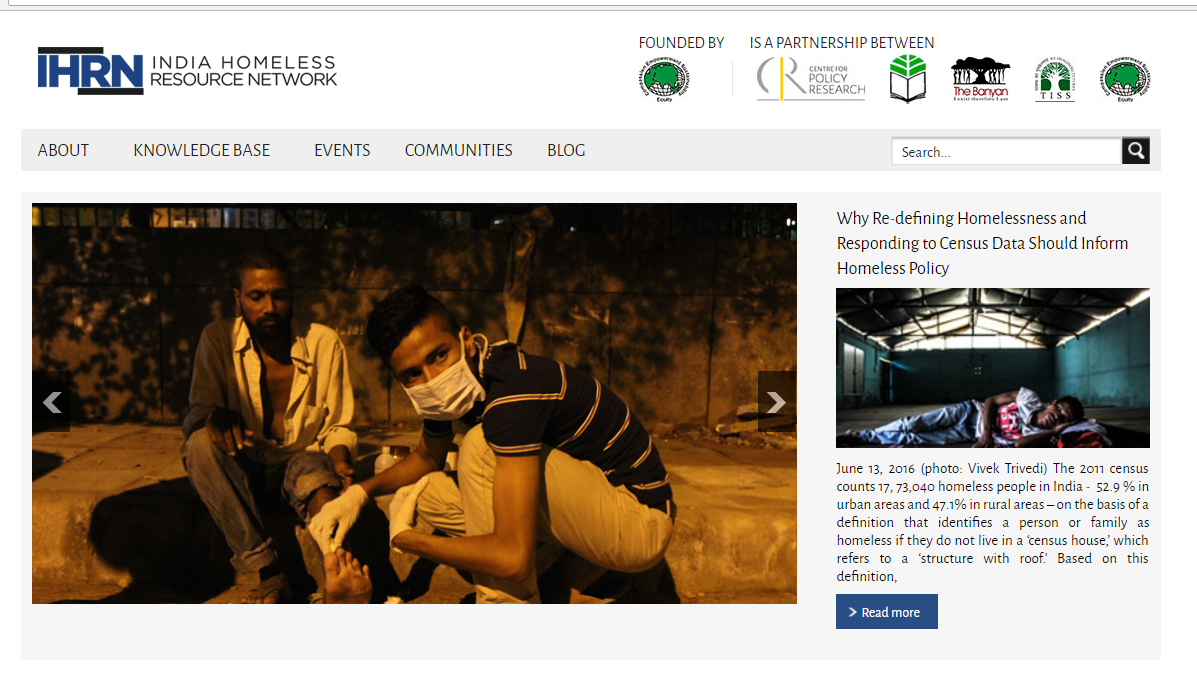 IHRN INDIA HOMELESS
RESOURCE NETWORK
FOUNDED BY
Equity
IS A PARTNERSHIP BETWEEN
CENTRE FOR
POLICY
RESEARCH
The Banyan
I exist therefore I am
TISS
Equity
ABOUT KNOWLEDGE BASE EVENTS COMMUNITIES BLOG
Search...
Why Re-defining Homelessness and
Responding to Census Data Should Inform
Homeless Policy
June 13, 2016 (photo: Vivek Trivedi) The 2011 census
counts 17, 73,040 homeless people in India - 52.9 % in
urban areas and 47.1% in rural areas – on the basis of a
definition that identifies a person or family as
homeless if they do not live in a ‘census house,’ which
refers to a ‘structure with roof.’ Based on this
definition,
Read more